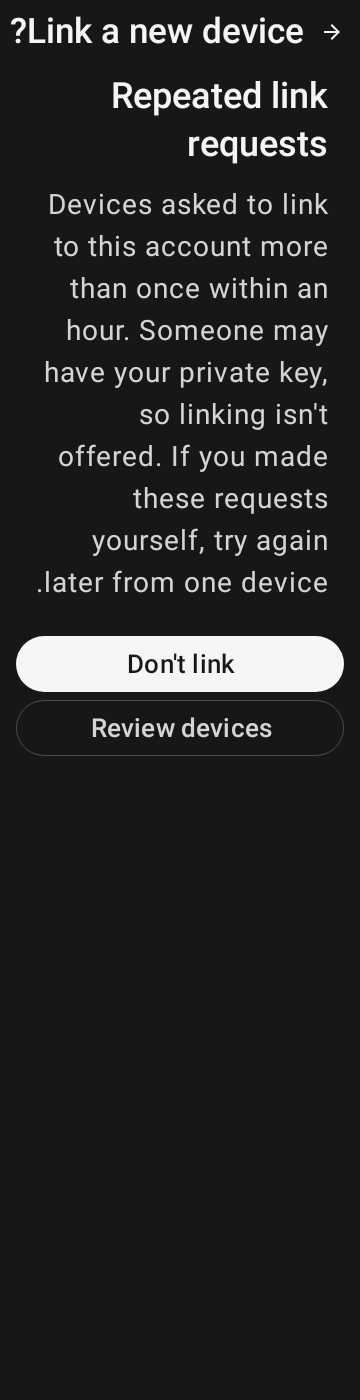 ?Link a new device
Repeated link
requests
Devices asked to link
to this account more
than once within an
hour. Someone may
have your private key,
so linking isn't
offered. If you made
these requests
yourself, try again
.later from one device
Don't link
Review devices